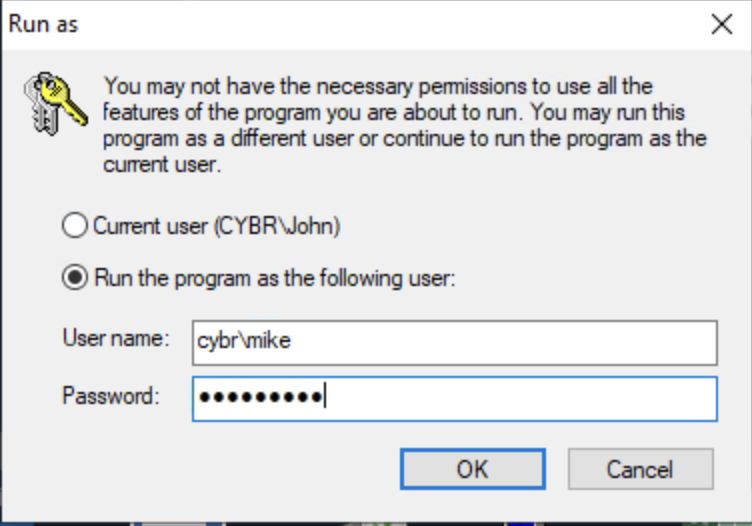 Run as
You may not have the necessary permissions to use all the
features of the program you are about to run. You may run this
program as a different user or continue to run the program as the
current user.
Current user (CYBR\John)
Run the program as the following user:
User name: cybr\mike
Password: ●●●●●●●●●
OK Cancel